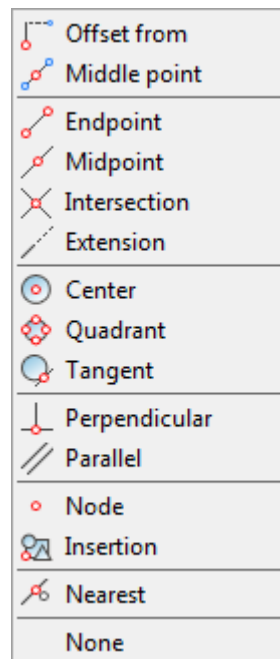 Offset from
Middle point
Endpoint
Midpoint
Intersection
Extension
Center
Quadrant
Tangent
Perpendicular
Parallel
Node
Insertion
Nearest
None